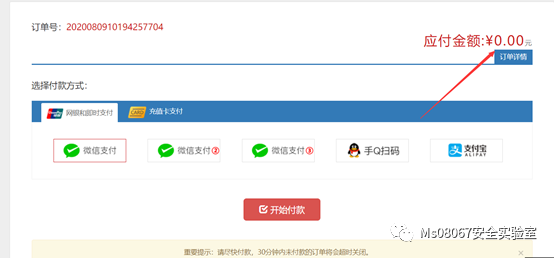 订单号：2020080910194257704
应付金额:¥0.00元
订单详情
选择付款方式：
网银和即时支付 充值卡支付
微信支付 微信支付② 微信支付③ 手Q扫码 支付宝 ALIPAY
开始付款
Ms08067安全实验室
重要提示：请尽快付款，30分钟内未付款的订单将会超时关闭。 ×